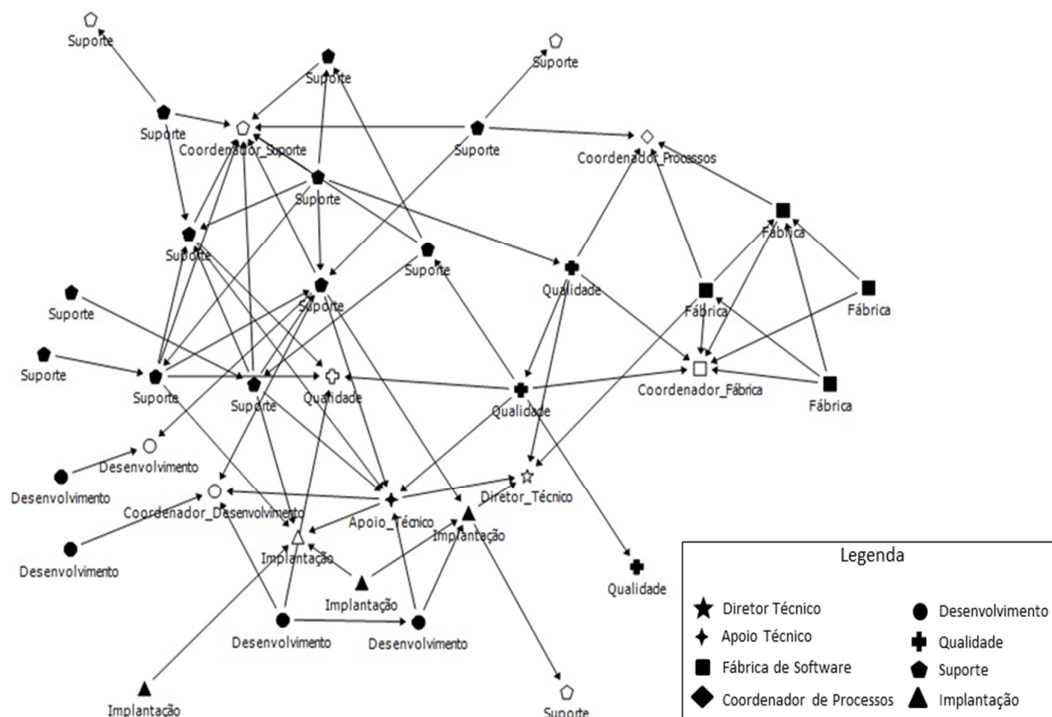 Suporte
Suporte
Suporte
Suporte
Coordenador_Suporte
Suporte
Coordenador_Processos
Suporte
Fábrica
Suporte
Suporte
Qualidade
Suporte
Suporte
Fábrica
Fábrica
Suporte
Suporte
Suporte
Qualidade
Qualidade
Coordenador_Fábrica
Fábrica
Desenvolvimento
Desenvolvimento
Diretor_Técnico
Coordenador_Desenvolvimento
Apoio_Técnico
Implantação
Implantação
Desenvolvimento
Qualidade
Implantação
Desenvolvimento
Desenvolvimento
Implantação
Suporte
Legenda
Diretor Técnico
Desenvolvimento
Apoio Técnico
Qualidade
Fábrica de Software
Suporte
Coordenador de Processos
Implantação